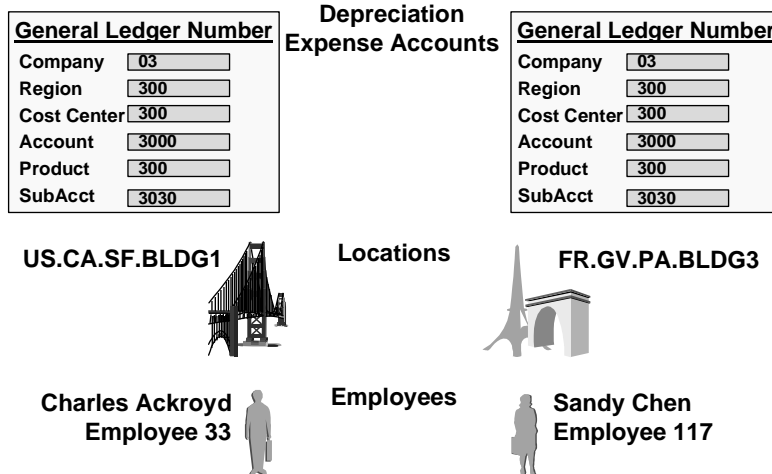 Depreciation
Expense Accounts
General Ledger Number
Company 03
Region 300
Cost Center 300
Account 3000
Product 300
SubAcct 3030
General Ledger Number
Company 03
Region 300
Cost Center 300
Account 3000
Product 300
SubAcct 3030
US.CA.SF.BLDG1
Locations
FR.GV.PA.BLDG3
Charles Ackroyd
Employee 33
Employees
Sandy Chen
Employee 117